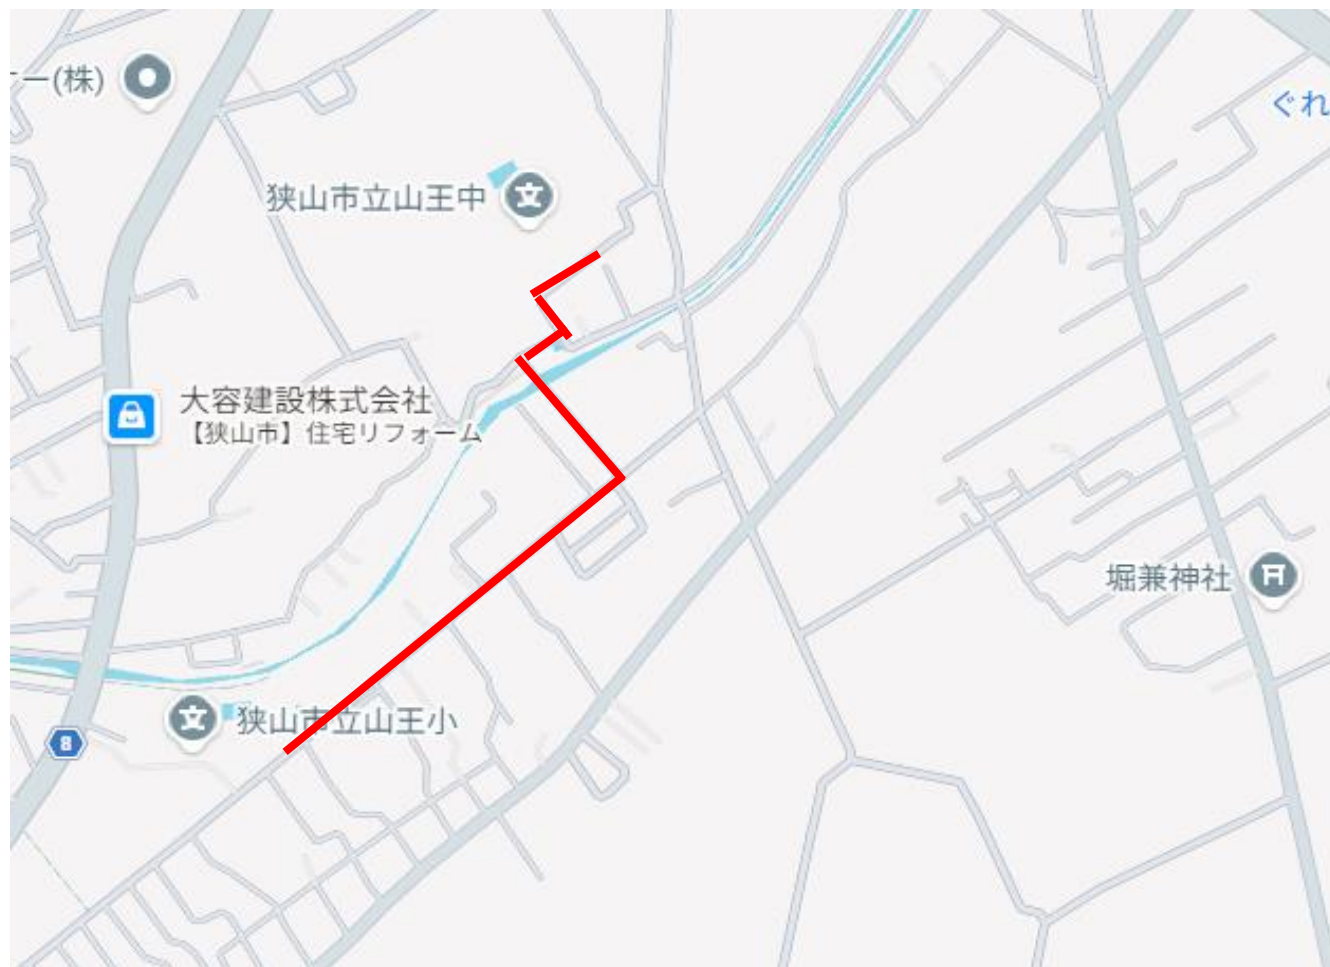 ー(株)
ぐれ
狭山市立山王中
文
大容建設株式会社
【狭山市】住宅リフォーム
堀兼神社
文
狭山市立山王小
8